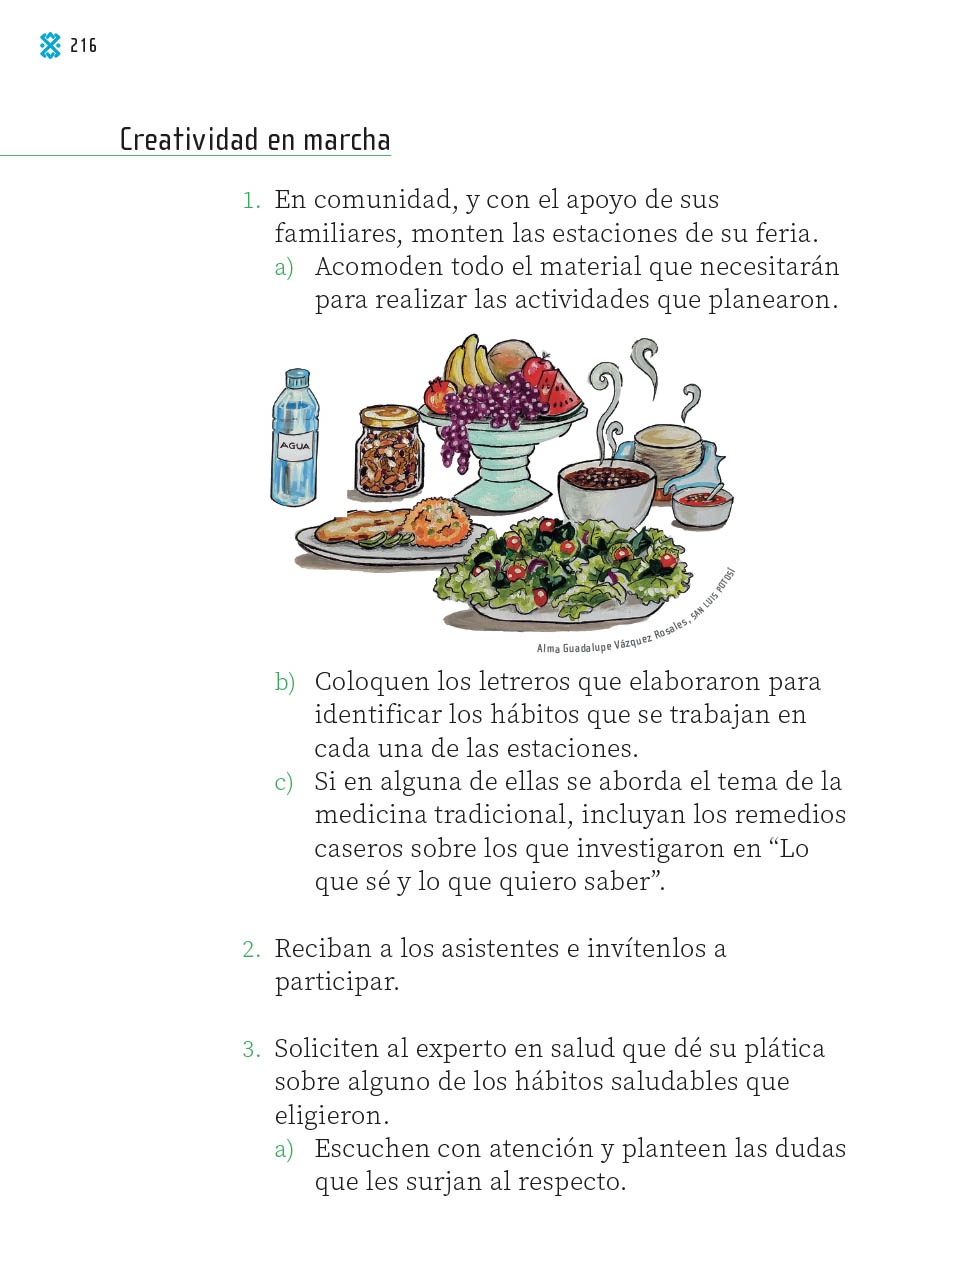 216
Creatividad en marcha
1. En comunidad, y con el apoyo de sus
familiares, monten las estaciones de su feria.
a) Acomoden todo el material que necesitarán
para realizar las actividades que planearon.
AGUA
Alma Guadalupe Vázquez Rosales, SAN LUIS POTOSÍ
b) Coloquen los letreros que elaboraron para
identificar los hábitos que se trabajan en
cada una de las estaciones.
c) Si en alguna de ellas se aborda el tema de la
medicina tradicional, incluyan los remedios
caseros sobre los que investigaron en “Lo
que sé y lo que quiero saber”.
2. Reciban a los asistentes e invítenlos a
participar.
3. Soliciten al experto en salud que dé su plática
sobre alguno de los hábitos saludables que
eligieron.
a) Escuchen con atención y planteen las dudas
que les surjan al respecto.